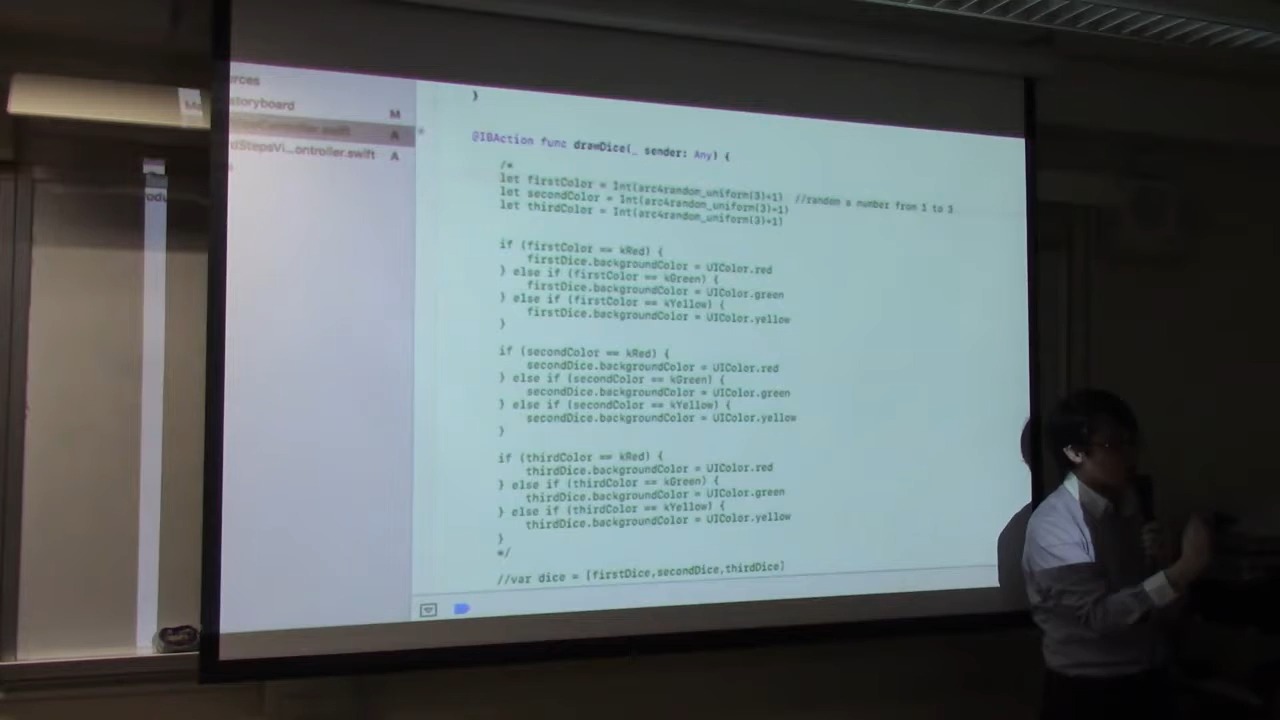 urces
storyboard
M
A
dStepsVi...ontroller.swift
A
}
@IBAction func drawDice(_ sender: Any) {
/*
let firstColor = Int(arc4random_uniform(3)+1) //random a number from 1 to 3
let secondColor = Int(arc4random_uniform(3)+1)
let thirdColor = Int(arc4random_uniform(3)+1)
if (firstColor == kRed) {
firstDice.backgroundColor = UIColor.red
} else if (firstColor == kGreen) {
firstDice.backgroundColor = UIColor.green
} else if (firstColor == kYellow) {
firstDice.backgroundColor = UIColor.yellow
}
if (secondColor == kRed) {
secondDice.backgroundColor = UIColor.red
} else if (secondColor == kGreen) {
secondDice.backgroundColor = UIColor.green
} else if (secondColor == kYellow) {
secondDice.backgroundColor = UIColor.yellow
}
if (thirdColor == kRed) {
thirdDice.backgroundColor = UIColor.red
} else if (thirdColor == kGreen) {
thirdDice.backgroundColor = UIColor.green
} else if (thirdColor == kYellow) {
thirdDice.backgroundColor = UIColor.yellow
}
*/
//var dice = [firstDice,secondDice,thirdDice]